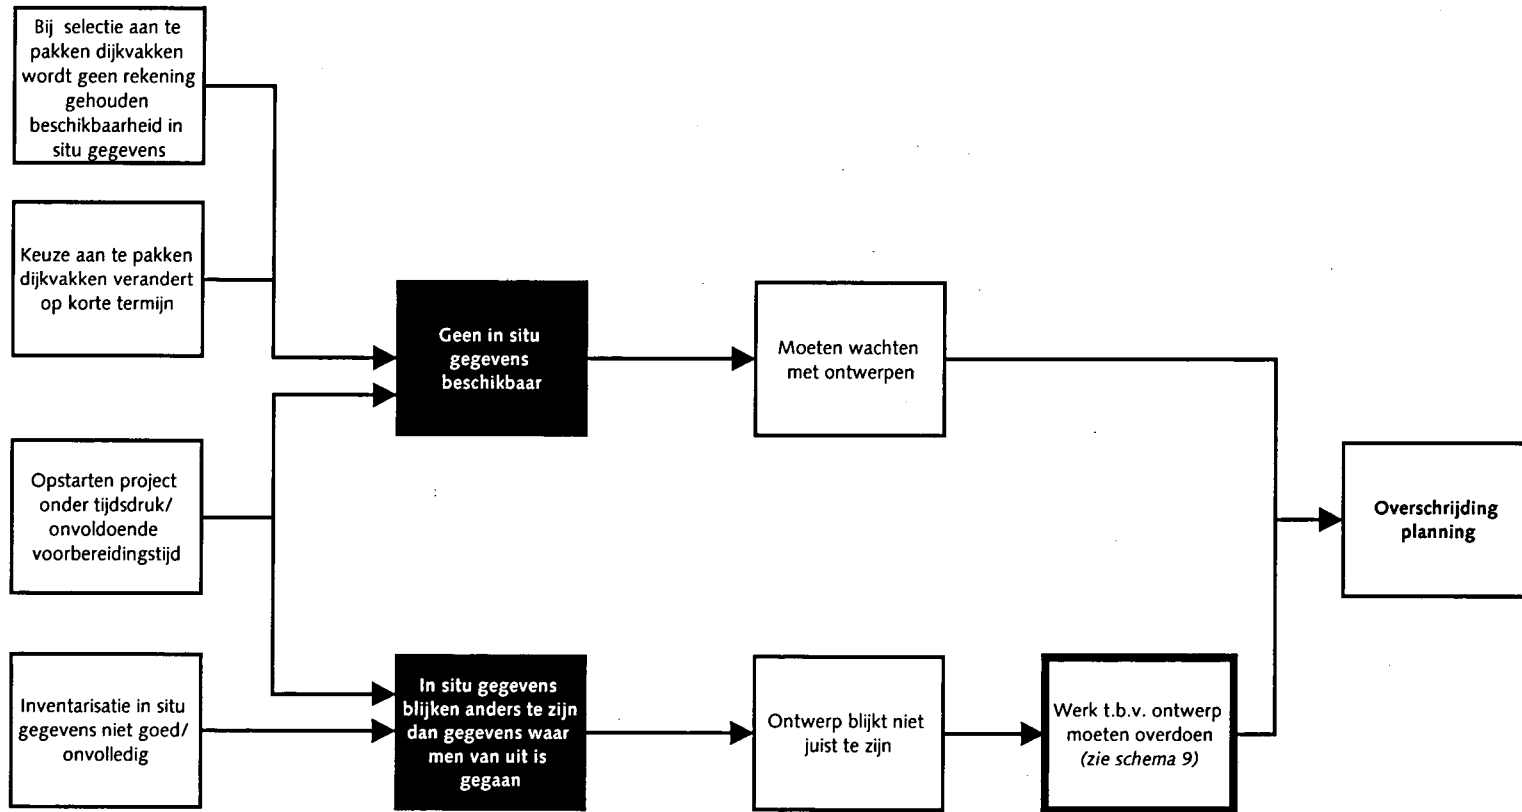 Bij selectie aan te
pakken dijkvakken
wordt geen rekening
gehouden
beschikbaarheid in
situ gegevens
Keuze aan te pakken
dijkvakken verandert
op korte termijn
Geen in situ
gegevens
beschikbaar
Moeten wachten
met ontwerpen
Opstarten project
onder tijdsdruk/
onvoldoende
voorbereidingstijd
Overschrijding
planning
Inventarisatie in situ
gegevens niet goed/
onvolledig
In situ gegevens
blijken anders te zijn
dan gegevens waar
men van uit is
gegaan
Ontwerp blijkt niet
juist te zijn
Werk t.b.v. ontwerp
moeten overdoen
(zie schema 9)